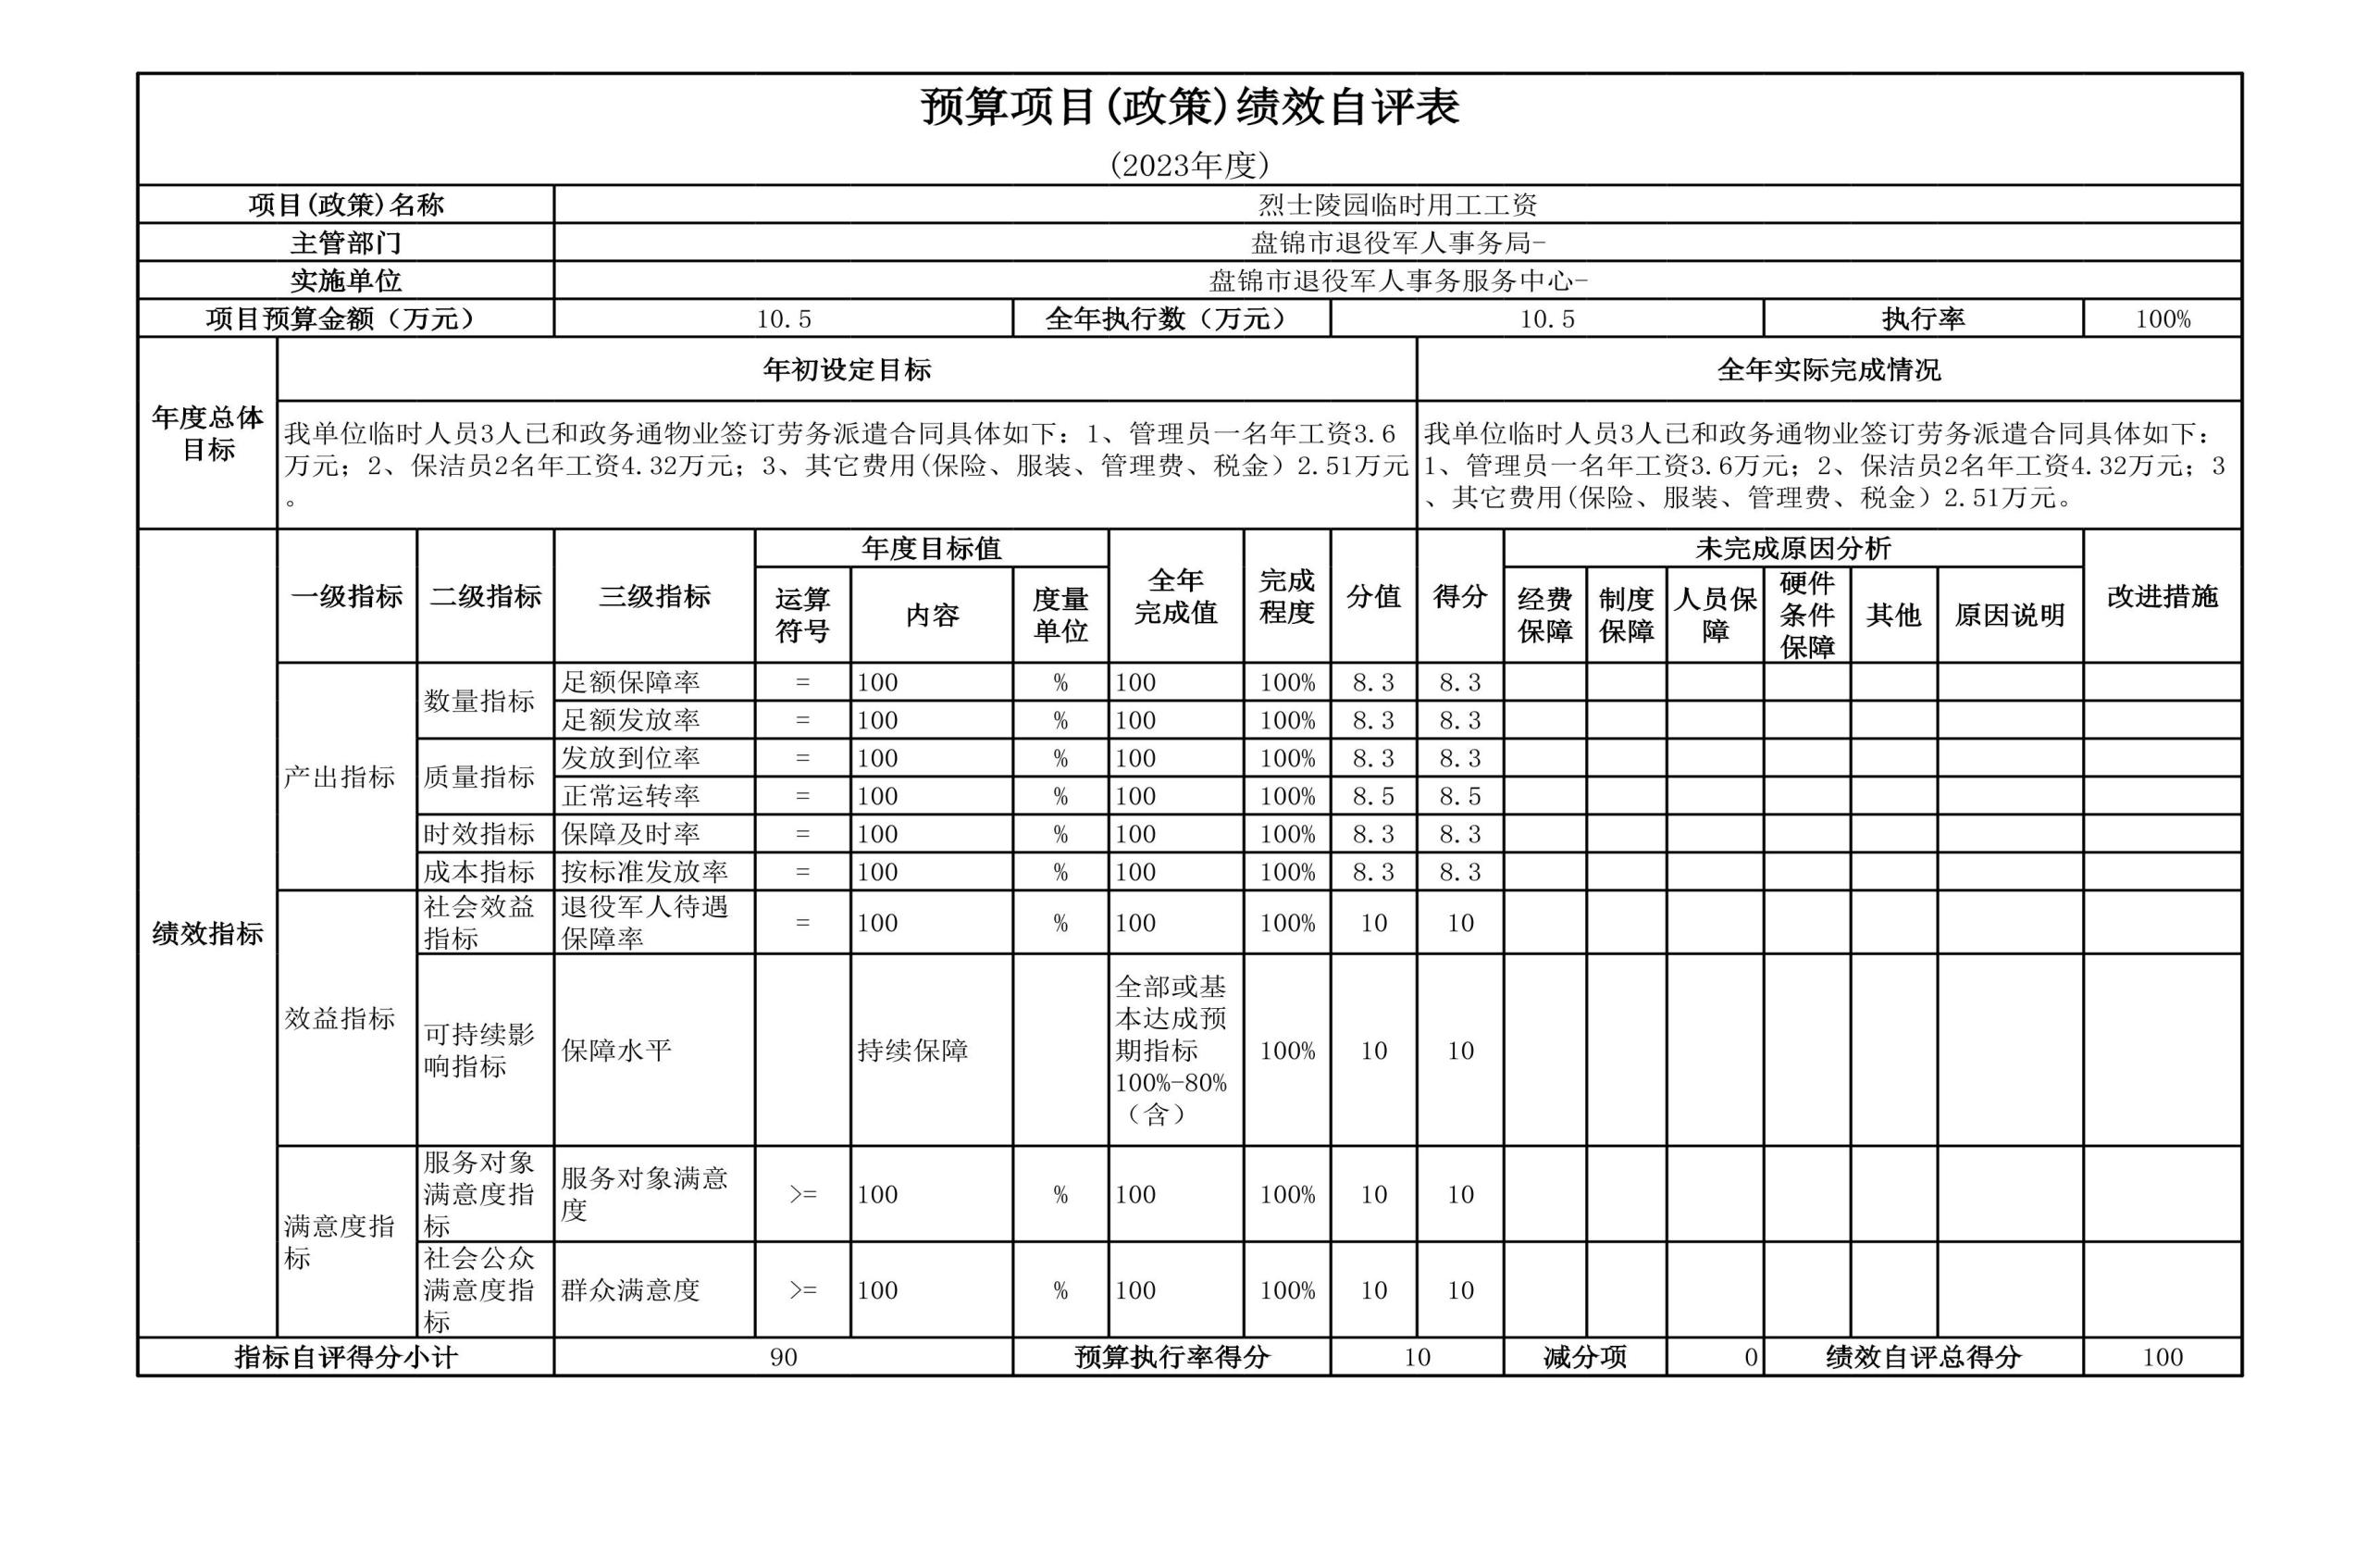 预算项目(政策)绩效自评表
(2023年度)
项目(政策)名称 烈士陵园临时用工工资
主管部门 盘锦市退役军人事务局-
实施单位 盘锦市退役军人事务服务中心-
项目预算金额（万元） 10.5 全年执行数（万元） 10.5 执行率 100%
年度总体
目标
年初设定目标 全年实际完成情况
我单位临时人员3人已和政务通物业签订劳务派遣合同具体如下：1、管理员一名年工资3.6
万元；2、保洁员2名年工资4.32万元；3、其它费用(保险、服装、管理费、税金）2.51万元
。
我单位临时人员3人已和政务通物业签订劳务派遣合同具体如下：
1、管理员一名年工资3.6万元；2、保洁员2名年工资4.32万元；3
、其它费用(保险、服装、管理费、税金）2.51万元。
绩效指标
一级指标 二级指标 三级指标
年度目标值
运算
符号
内容
度量
单位
全年
完成值
完成
程度
分值 得分
未完成原因分析
经费
保障
制度
保障
人员保
障
硬件
条件
保障
其他 原因说明
改进措施
产出指标
数量指标
足额保障率 = 100 % 100 100% 8.3 8.3
足额发放率 = 100 % 100 100% 8.3 8.3
质量指标
发放到位率 = 100 % 100 100% 8.3 8.3
正常运转率 = 100 % 100 100% 8.5 8.5
时效指标 保障及时率 = 100 % 100 100% 8.3 8.3
成本指标 按标准发放率 = 100 % 100 100% 8.3 8.3
效益指标
社会效益
指标
退役军人待遇
保障率
= 100 % 100 100% 10 10
可持续影
响指标
保障水平 持续保障
全部或基
本达成预
期指标
100%-80%
（含）
100% 10 10
满意度指
标
服务对象
满意度指
标
服务对象满意
度
>= 100 % 100 100% 10 10
社会公众
满意度指
标
群众满意度 >= 100 % 100 100% 10 10
指标自评得分小计 90 预算执行率得分 10 减分项 0 绩效自评总得分 100